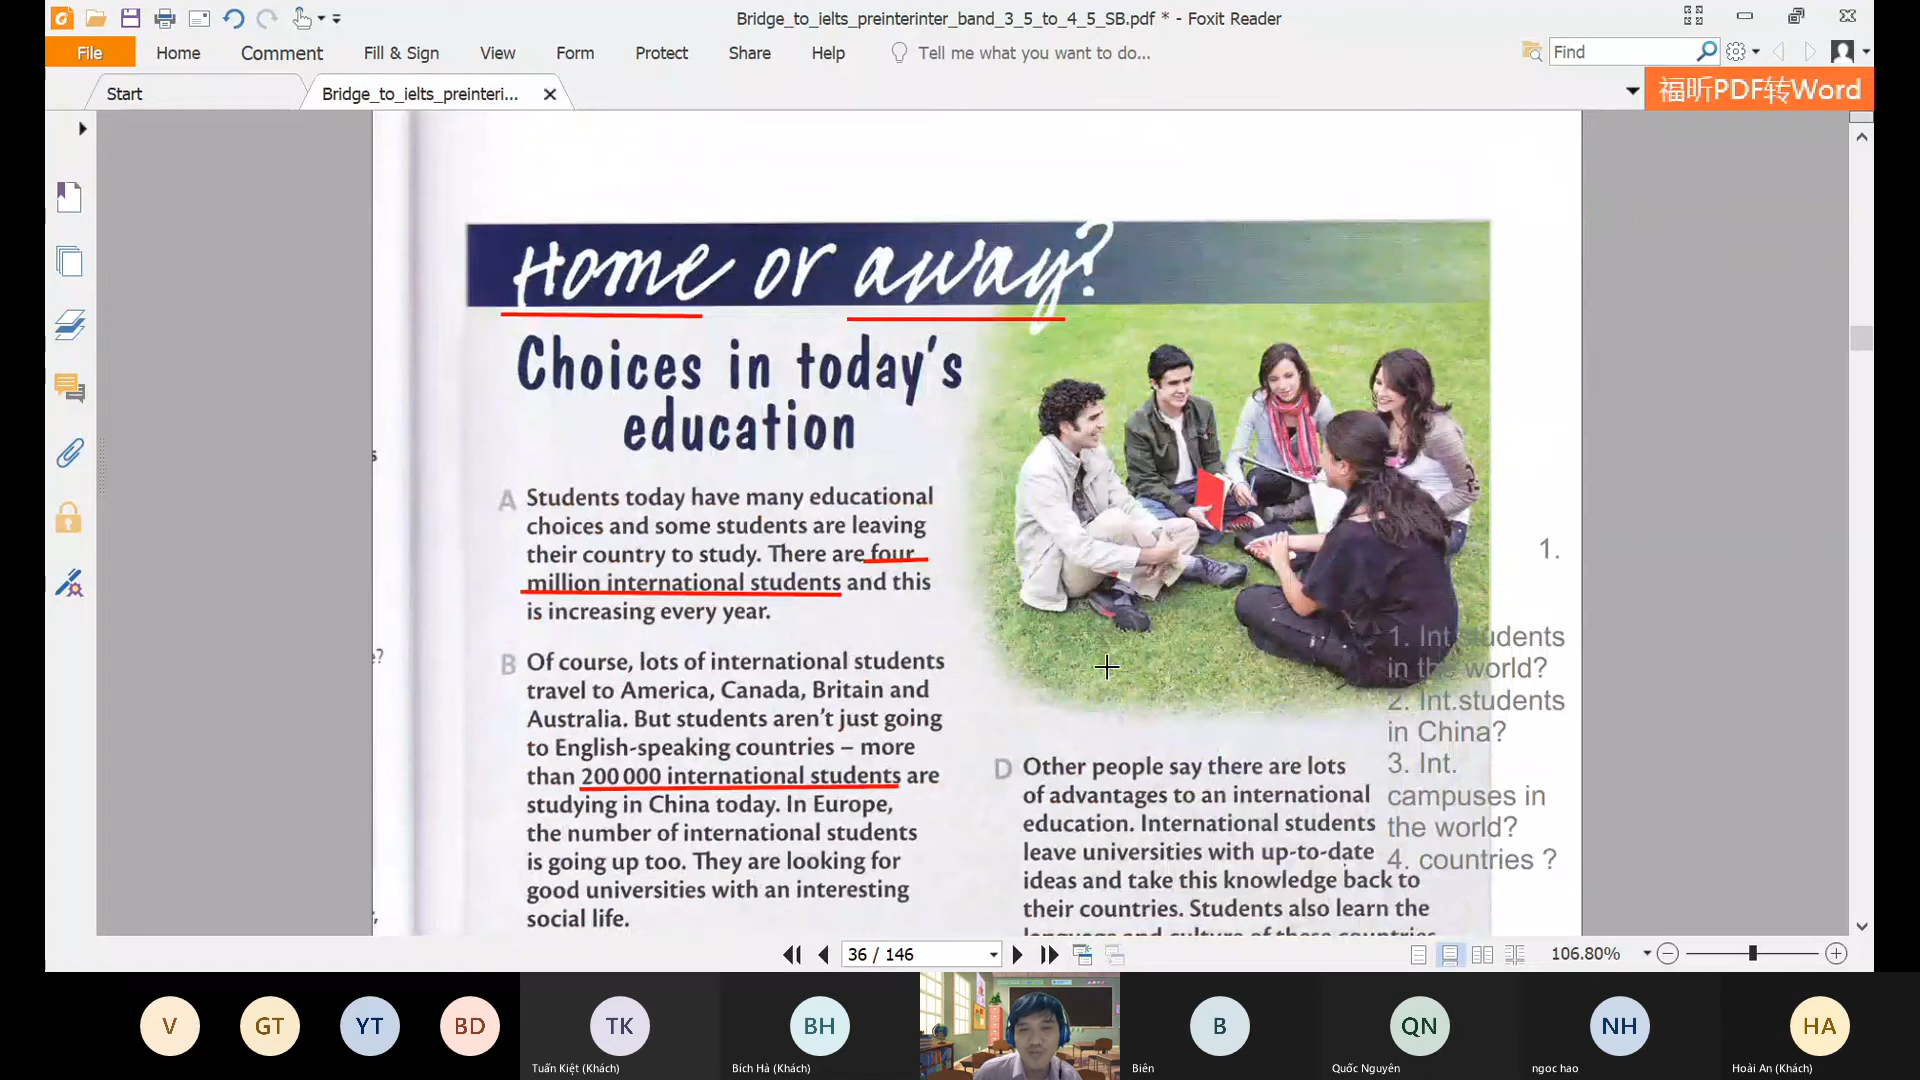 Bridge_to_ielts_preinterinter_band_3_5_to_4_5_SB.pdf * - Foxit Reader
File Home Comment Fill & Sign View Form Protect Share Help Tell me what you want to do... Find
Start Bridge_to_ielts_preinteri...
福昕PDF转Word
Home or away?
Choices in today's
education
A Students today have many educational
choices and some students are leaving
their country to study. There are four
million international students and this
is increasing every year.
B Of course, lots of international students
travel to America, Canada, Britain and
Australia. But students aren't just going
to English-speaking countries – more
than 200 000 international students are
studying in China today. In Europe,
the number of international students
is going up too. They are looking for
good universities with an interesting
social life.
D Other people say there are lots
of advantages to an international
education. International students
leave universities with up-to-date
ideas and take this knowledge back to
their countries. Students also learn the
language and culture of these countries
1.
1. Int.students
in the world?
2. Int.students
in China?
3. Int.
campuses in
the world?
4. countries ?
s
e?
36 / 146
106.80%
V GT YT BD TK BH B QN NH HA
Tuấn Kiệt (Khách) Bích Hà (Khách) Biên Quốc Nguyên ngoc hao Hoài An (Khách)